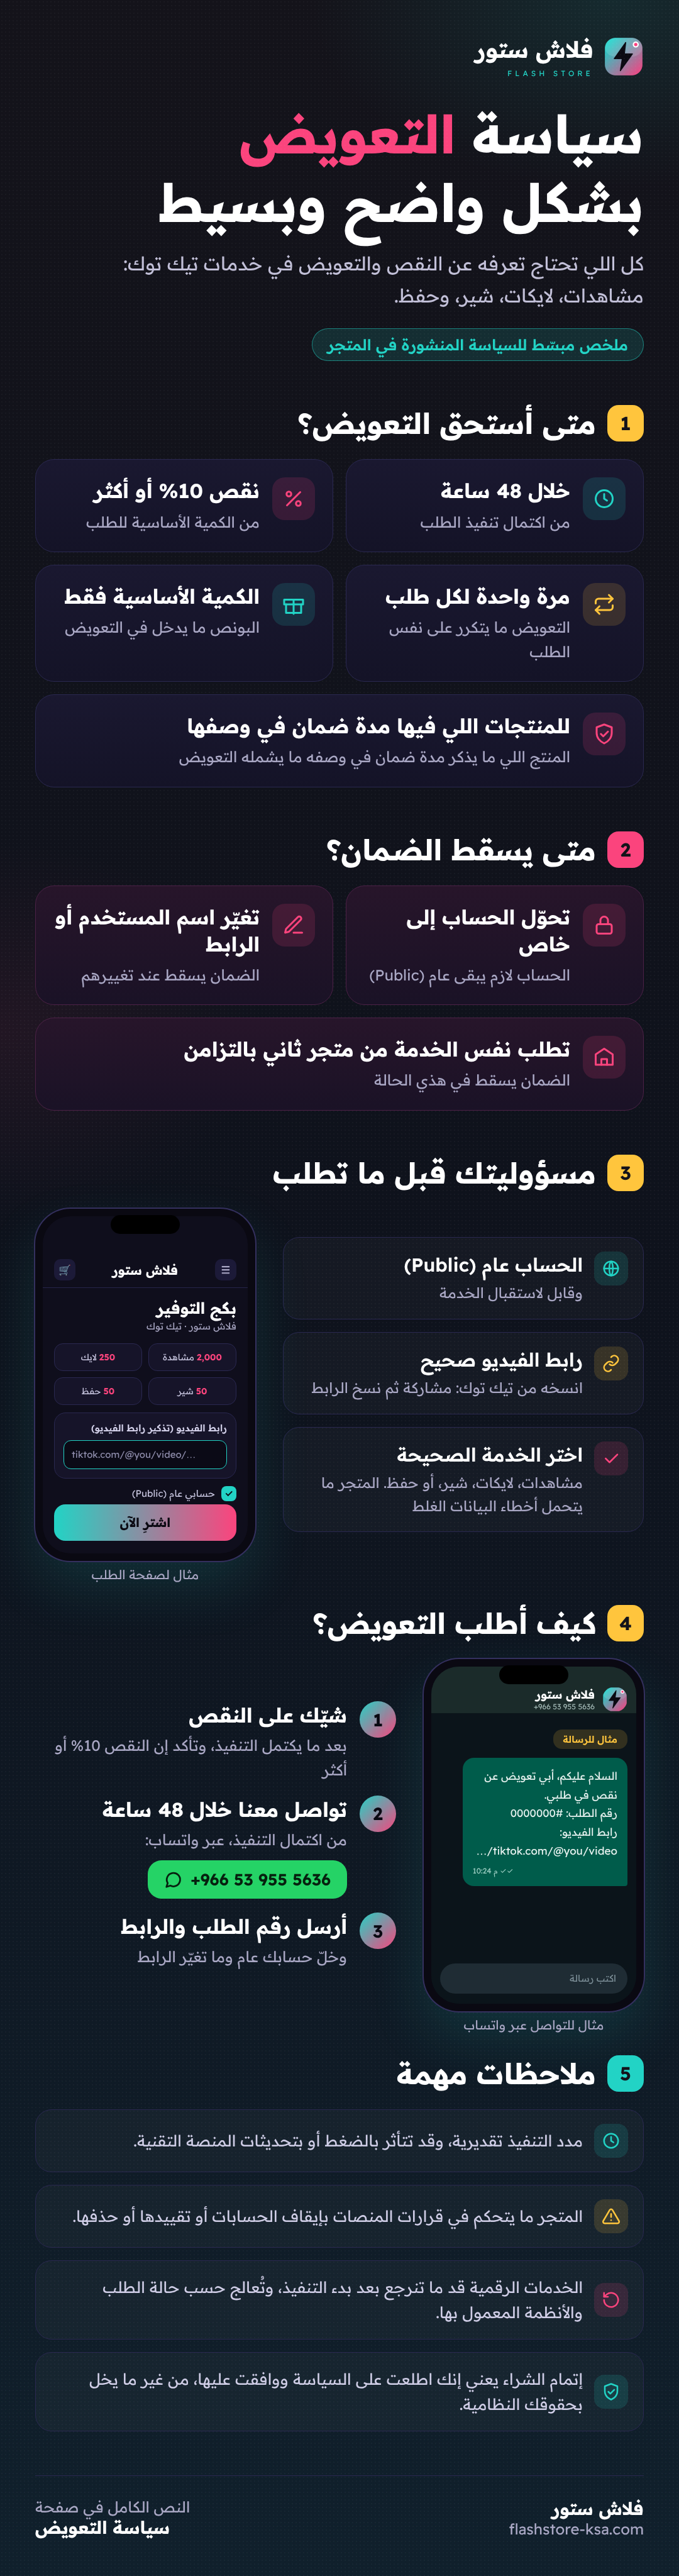 فلاش ستور
FLASH STORE
سياسة التعويض
بشكل واضح وبسيط
كل اللي تحتاج تعرفه عن النقص والتعويض في خدمات تيك توك:
مشاهدات، لايكات، شير، وحفظ.
ملخص مبسّط للسياسة المنشورة في المتجر
1
متى أستحق التعويض؟
خلال 48 ساعة
من اكتمال تنفيذ الطلب
نقص 10% أو أكثر
من الكمية الأساسية للطلب
مرة واحدة لكل طلب
التعويض ما يتكرر على نفس
الطلب
الكمية الأساسية فقط
البونص ما يدخل في التعويض
للمنتجات اللي فيها مدة ضمان في وصفها
المنتج اللي ما يذكر مدة ضمان في وصفه ما يشمله التعويض
2
متى يسقط الضمان؟
تحوّل الحساب إلى
خاص
الحساب لازم يبقى عام (Public)
تغيّر اسم المستخدم أو
الرابط
الضمان يسقط عند تغييرهم
تطلب نفس الخدمة من متجر ثاني بالتزامن
الضمان يسقط في هذي الحالة
3
مسؤوليتك قبل ما تطلب
الحساب عام (Public)
وقابل لاستقبال الخدمة
رابط الفيديو صحيح
انسخه من تيك توك: مشاركة ثم نسخ الرابط
اختر الخدمة الصحيحة
مشاهدات، لايكات، شير، أو حفظ. المتجر ما
يتحمل أخطاء البيانات الغلط
فلاش ستور
بكج التوفير
فلاش ستور · تيك توك
2,000 مشاهدة
250 لايك
50 شير
50 حفظ
رابط الفيديو (تذكير رابط الفيديو)
tiktok.com/@you/video/...
حسابي عام (Public)
اشترِ الآن
مثال لصفحة الطلب
4
كيف أطلب التعويض؟
فلاش ستور
+966 53 955 5636
مثال للرسالة
السلام عليكم، أبي تعويض عن
نقص في طلبي.
رقم الطلب: #0000000
رابط الفيديو:
tiktok.com/@you/video/...
10:24 م ✓✓
اكتب رسالة
مثال للتواصل عبر واتساب
1
شيّك على النقص
بعد ما يكتمل التنفيذ، وتأكد إن النقص 10% أو
أكثر
2
تواصل معنا خلال 48 ساعة
من اكتمال التنفيذ، عبر واتساب:
+966 53 955 5636
3
أرسل رقم الطلب والرابط
وخلّ حسابك عام وما تغيّر الرابط
5
ملاحظات مهمة
مدد التنفيذ تقديرية، وقد تتأثر بالضغط أو بتحديثات المنصة التقنية.
المتجر ما يتحكم في قرارات المنصات بإيقاف الحسابات أو تقييدها أو حذفها.
الخدمات الرقمية قد ما تنرجع بعد بدء التنفيذ، وتُعالج حسب حالة الطلب
والأنظمة المعمول بها.
إتمام الشراء يعني إنك اطلعت على السياسة ووافقت عليها، من غير ما يخل
بحقوقك النظامية.
فلاش ستور
flashstore-ksa.com
النص الكامل في صفحة
سياسة التعويض